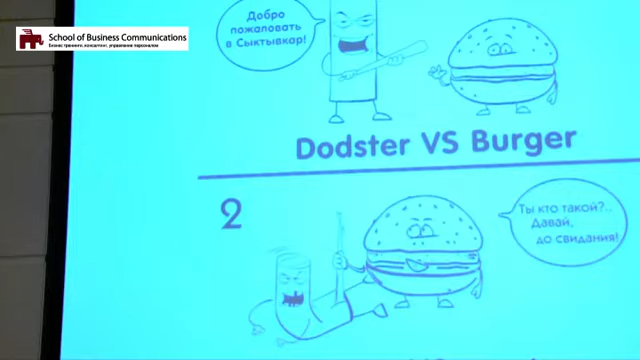 School of Business Communications
Бизнес тренинги, консалтинг, управление персоналом
Добро
пожаловать
в Сыктывкар!
Dodster VS Burger
2
Ты кто такой?..
Давай,
до свидания!